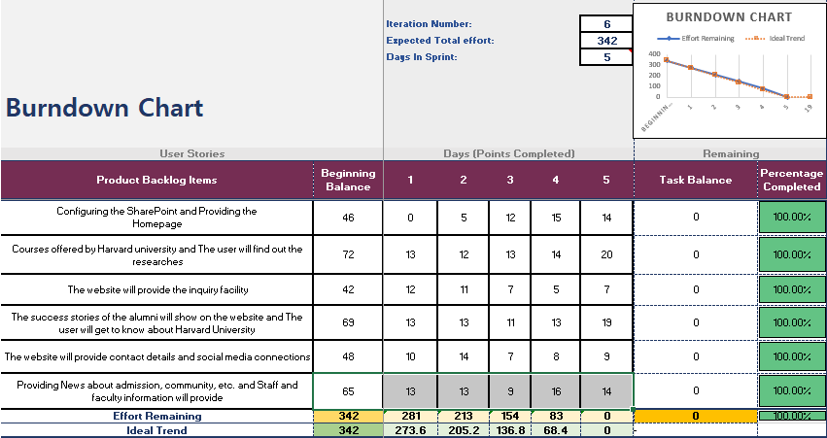 Iteration Number: 6
Expected Total effort: 342
Days In Sprint: 5
BURNDOWN CHART
Effort Remaining Ideal Trend
400
300
200
100
0
BEGINNIN... 1 2 3 4 5 19
Burndown Chart
User Stories Days (Points Completed) Remaining
Product Backlog Items Beginning Balance 1 2 3 4 5 Task Balance Percentage Completed
Configuring the SharePoint and Providing the
Homepage
46 0 5 12 15 14 0 100.00%
Courses offered by Harvard university and The user will find out the
researches
72 13 12 13 14 20 0 100.00%
The website will provide the inquiry facility 42 12 11 7 5 7 0 100.00%
The success stories of the alumni will show on the website and The
user will get to know about Harvard University
69 13 13 11 13 19 0 100.00%
The website will provide contact details and social media connections 48 10 14 7 8 9 0 100.00%
Providing News about admission, community, etc. and Staff and
faculty information will provide
65 13 13 9 16 14 0 100.00%
Effort Remaining 342 281 213 154 83 0 0 100.00%
Ideal Trend 342 273.6 205.2 136.8 68.4 0